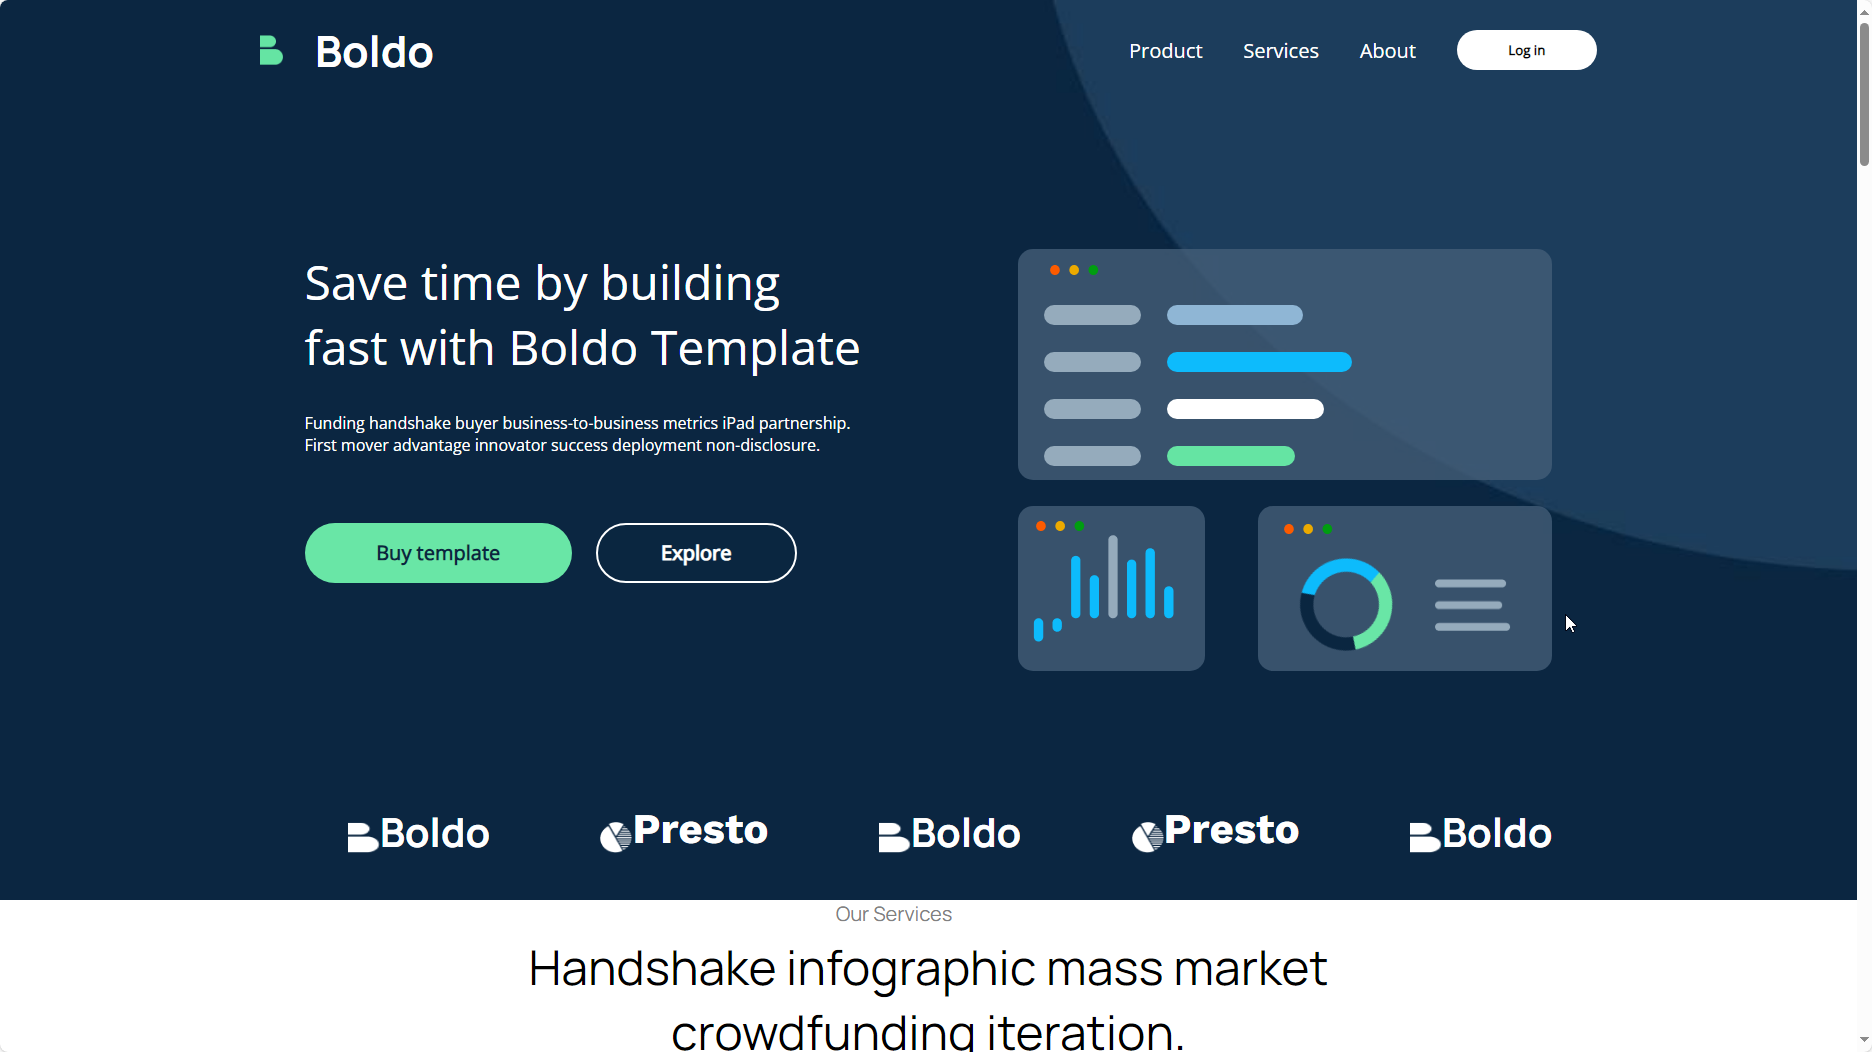 Boldo
Product Services About Log in
Save time by building
fast with Boldo Template
Funding handshake buyer business-to-business metrics iPad partnership.
First mover advantage innovator success deployment non-disclosure.
Buy template Explore
Boldo Presto Boldo Presto Boldo
Our Services
Handshake infographic mass market
crowdfunding iteration.